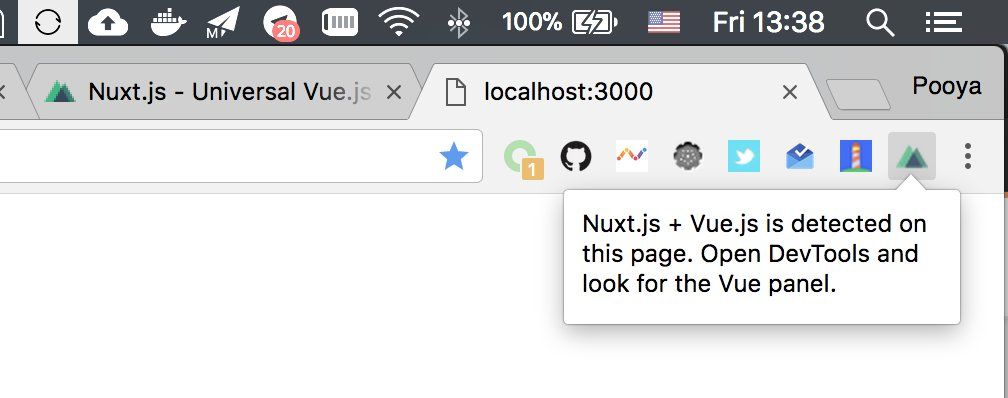 M
20
100%
Fri 13:38
Nuxt.js - Universal Vue.js
localhost:3000
Pooya
1
Nuxt.js + Vue.js is detected on
this page. Open DevTools and
look for the Vue panel.